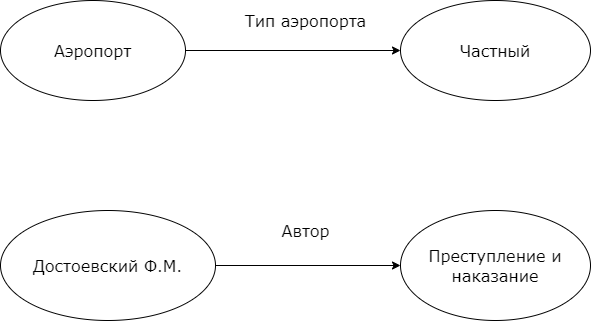 Тип аэропорта
Аэропорт
Частный
Автор
Достоевский Ф.М.
Преступление и
наказание